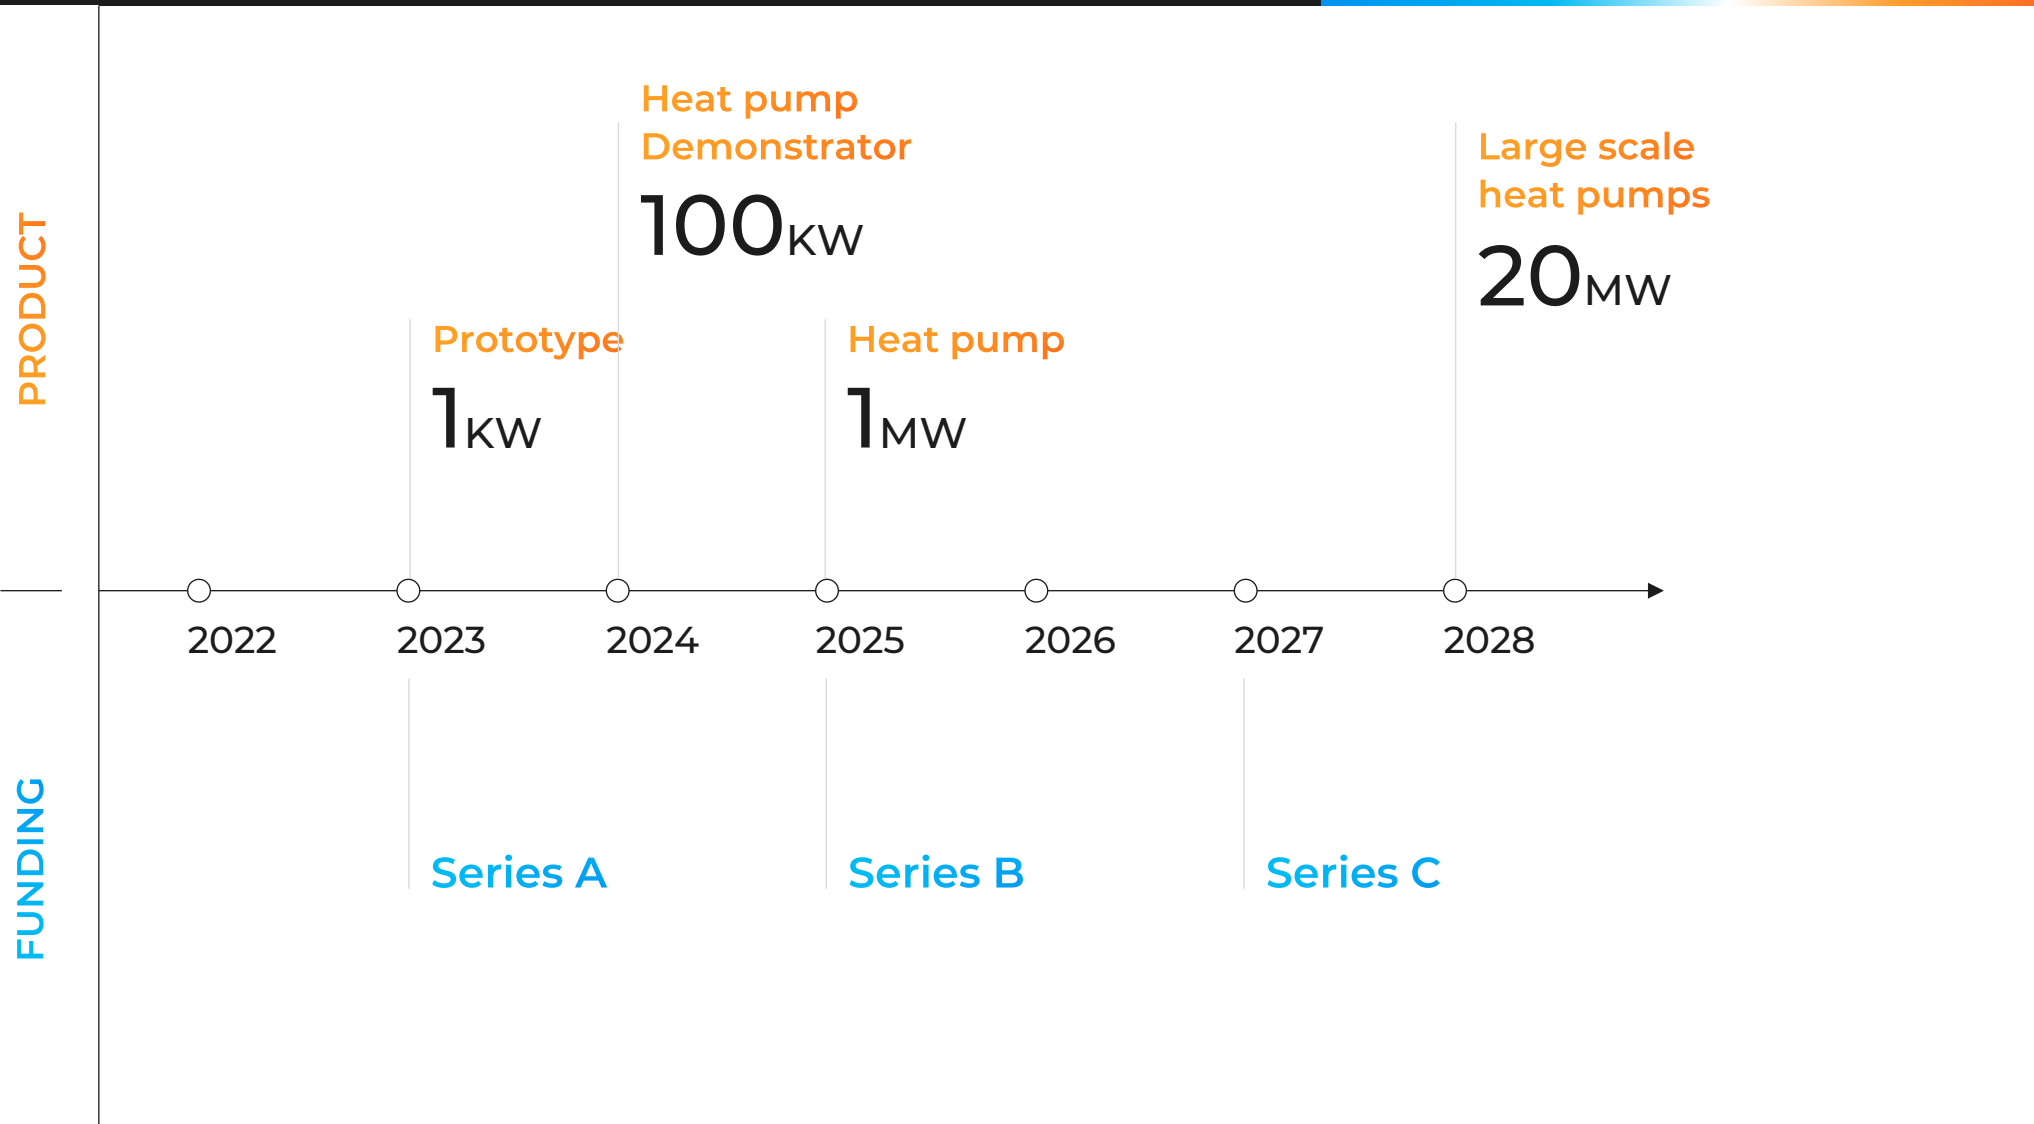 PRODUCT
Heat pump
Demonstrator
100KW
Large scale
heat pumps
20MW
Prototype
1KW
Heat pump
1MW
2022
2023
2024
2025
2026
2027
2028
FUNDING
Series A
Series B
Series C